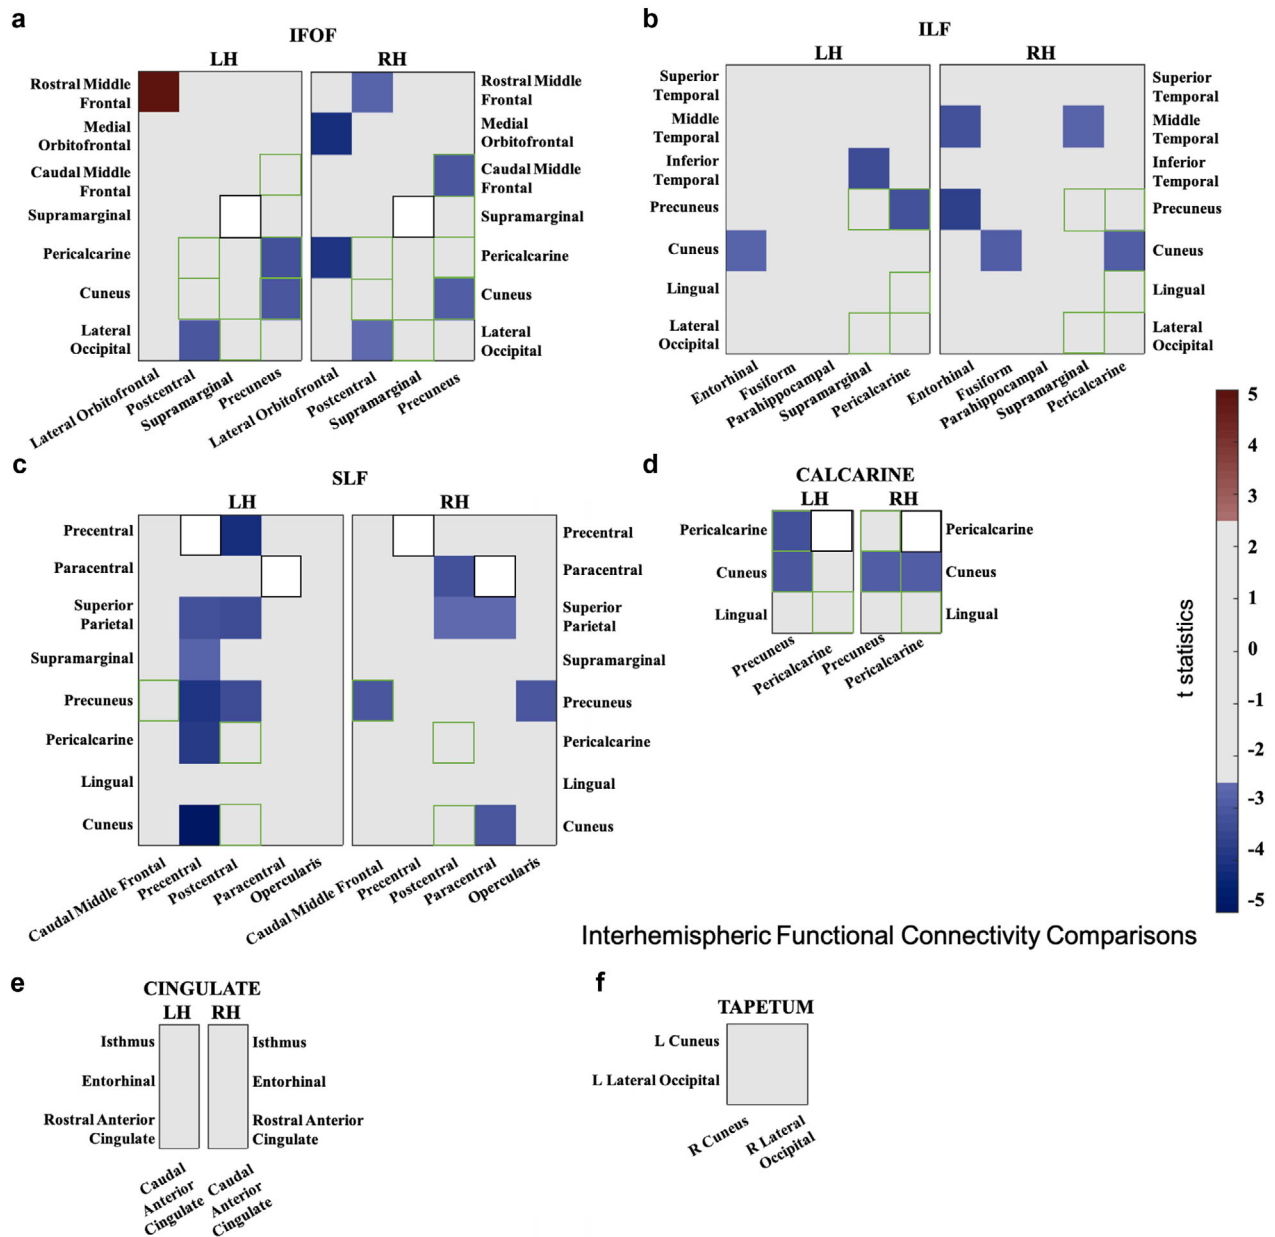 a
IFOF
LH
RH
Rostral Middle
Frontal
Medial
Orbitofrontal
Caudal Middle
Frontal
Supramarginal
Pericalcarine
Cuneus
Lateral
Occipital
Rostral Middle
Frontal
Medial
Orbitofrontal
Caudal Middle
Frontal
Supramarginal
Pericalcarine
Cuneus
Lateral
Occipital
Lateral Orbitofrontal
Postcentral
Supramarginal
Precuneus
Lateral Orbitofrontal
Postcentral
Supramarginal
Precuneus
b
ILF
LH
RH
Superior
Temporal
Middle
Temporal
Inferior
Temporal
Precuneus
Cuneus
Lingual
Lateral
Occipital
Superior
Temporal
Middle
Temporal
Inferior
Temporal
Precuneus
Cuneus
Lingual
Lateral
Occipital
Entorhinal
Fusiform
Parahippocampal
Supramarginal
Pericalcarine
Entorhinal
Fusiform
Parahippocampal
Supramarginal
Pericalcarine
c
SLF
LH
RH
Precentral
Paracentral
Superior
Parietal
Supramarginal
Precuneus
Pericalcarine
Lingual
Cuneus
Precentral
Paracentral
Superior
Parietal
Supramarginal
Precuneus
Pericalcarine
Lingual
Cuneus
Caudal Middle Frontal
Precentral
Postcentral
Paracentral
Opercularis
Caudal Middle Frontal
Precentral
Postcentral
Paracentral
Opercularis
d
CALCARINE
LH
RH
Pericalcarine
Cuneus
Lingual
Pericalcarine
Cuneus
Lingual
Precuneus
Pericalcarine
Precuneus
Pericalcarine
t statistics
5
4
3
2
1
0
-1
-2
-3
-4
-5
Interhemispheric Functional Connectivity Comparisons
e
CINGULATE
LH
RH
Isthmus
Entorhinal
Rostral Anterior
Cingulate
Isthmus
Entorhinal
Rostral Anterior
Cingulate
Caudal
Anterior
Cingulate
Caudal
Anterior
Cingulate
f
TAPETUM
L Cuneus
L Lateral Occipital
R Cuneus
R Lateral
Occipital